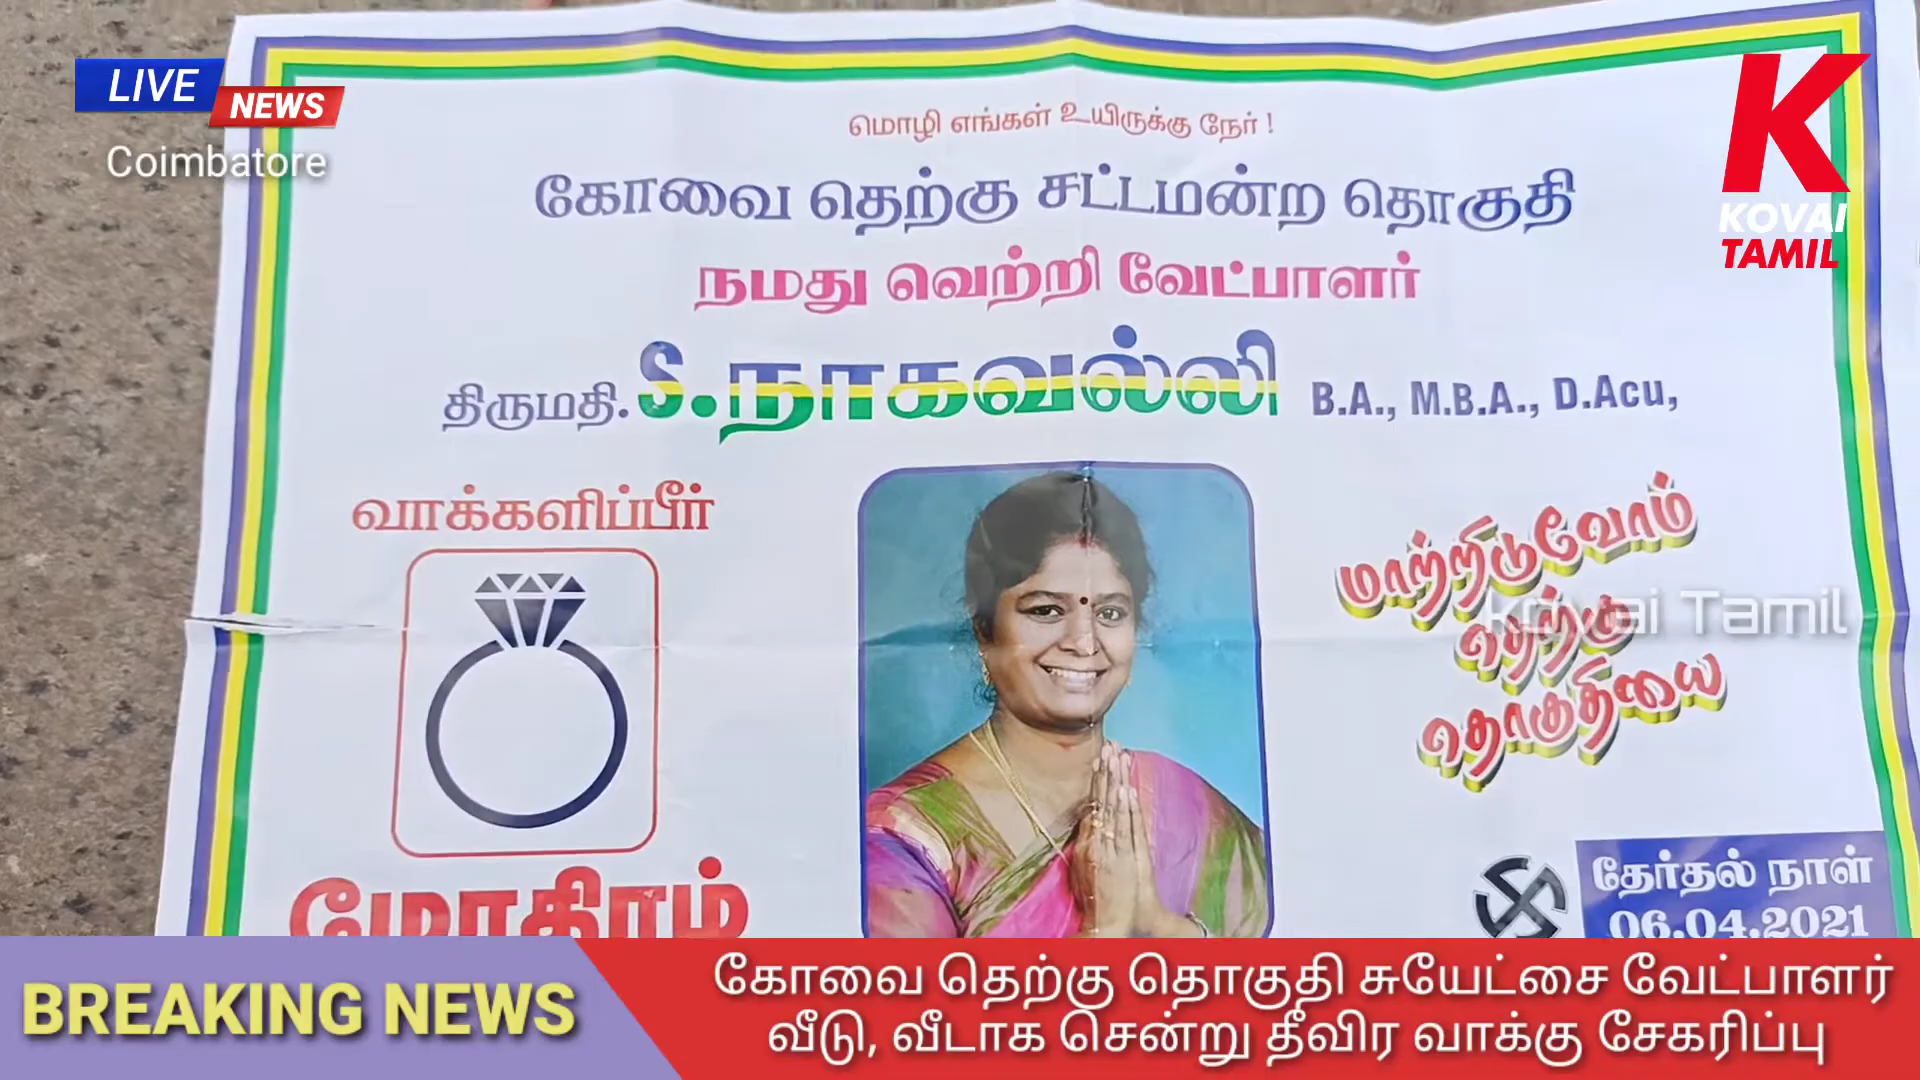 LIVE
NEWS
Coimbatore
K
KOVAI
TAMIL
மொழி எங்கள் உயிருக்கு நேர் !
கோவை தெற்கு சட்டமன்ற தொகுதி
நமது வெற்றி வேட்பாளர்
திருமதி. S.நாகவல்லி B.A., M.B.A., D.Acu,
வாக்களிப்பீர்
மாற்றிடுவோம்
தெற்கு
தொகுதியை
kovai Tamil
மோதிரம்
தேர்தல் நாள்
06.04.2021
BREAKING NEWS
கோவை தெற்கு தொகுதி சுயேட்சை வேட்பாளர்
வீடு, வீடாக சென்று தீவிர வாக்கு சேகரிப்பு